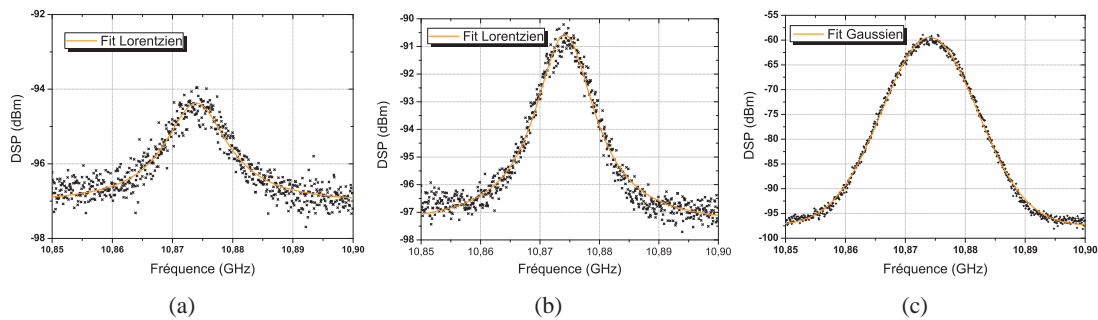 -92
-94
-96
-98
DSP (dBm)
Fit Lorentzien
10,85 10,86 10,87 10,88 10,89 10,90
Fréquence (GHz)
(a)
-90
-91
-92
-93
-94
-95
-96
-97
-98
DSP (dBm)
Fit Lorentzien
10,85 10,86 10,87 10,88 10,89 10,90
Fréquence (GHz)
(b)
-55
-60
-65
-70
-75
-80
-85
-90
-95
-100
DSP (dBm)
Fit Gaussien
10,85 10,86 10,87 10,88 10,89 10,90
Fréquence (GHz)
(c)